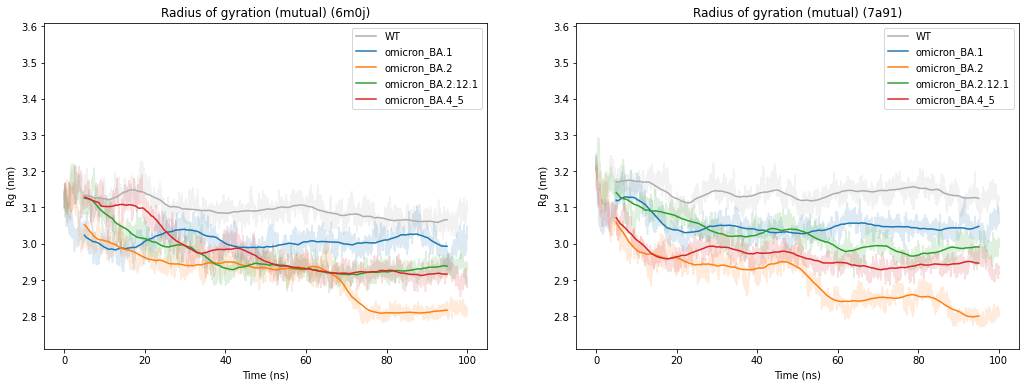 Radius of gyration (mutual) (6m0j)
3.6
3.5
3.4
3.3
3.2
3.1
3.0
2.9
2.8
Rg (nm)
0 20 40 60 80 100
Time (ns)
WT
omicron_BA.1
omicron_BA.2
omicron_BA.2.12.1
omicron_BA.4_5
Radius of gyration (mutual) (7a91)
3.6
3.5
3.4
3.3
3.2
3.1
3.0
2.9
2.8
Rg (nm)
0 20 40 60 80 100
Time (ns)
WT
omicron_BA.1
omicron_BA.2
omicron_BA.2.12.1
omicron_BA.4_5